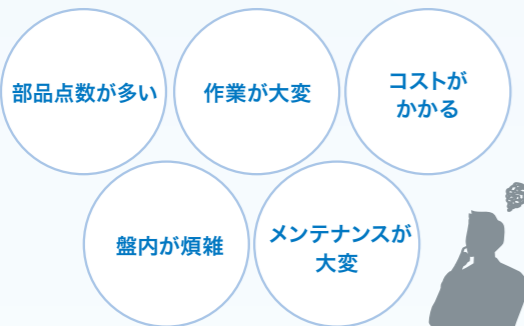 部品点数が多い
作業が大変
コストが
かかる
盤内が煩雑
メンテナンスが
大変